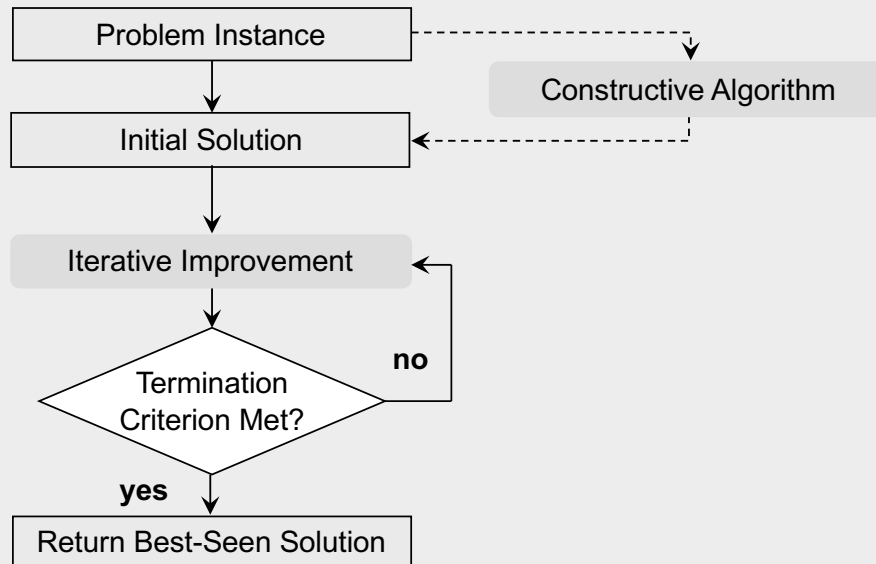 Problem Instance
Constructive Algorithm
Initial Solution
Iterative Improvement
no
Termination
Criterion Met?
yes
Return Best-Seen Solution